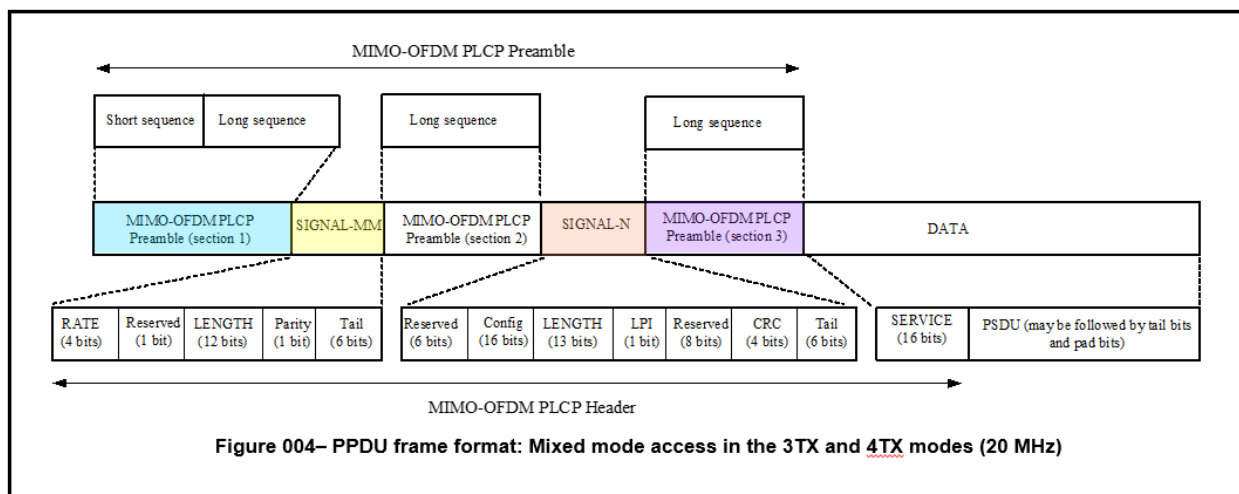 MIMO-OFDM PLCP Preamble
Short sequence
Long sequence
Long sequence
Long sequence
MIMO-OFDM PLCP
Preamble (section 1)
SIGNAL-MM
MIMO-OFDM PLCP
Preamble (section 2)
SIGNAL-N
MIMO-OFDM PLCP
Preamble (section 3)
DATA
RATE
(4 bits)
Reserved
(1 bit)
LENGTH
(12 bits)
Parity
(1 bit)
Tail
(6 bits)
Reserved
(6 bits)
Config
(16 bits)
LENGTH
(13 bits)
LPI
(1 bit)
Reserved
(8 bits)
CRC
(4 bits)
Tail
(6 bits)
SERVICE
(16 bits)
PSDU (may be followed by tail bits
and pad bits)
MIMO-OFDM PLCP Header
Figure 004– PPDU frame format: Mixed mode access in the 3TX and 4TX modes (20 MHz)